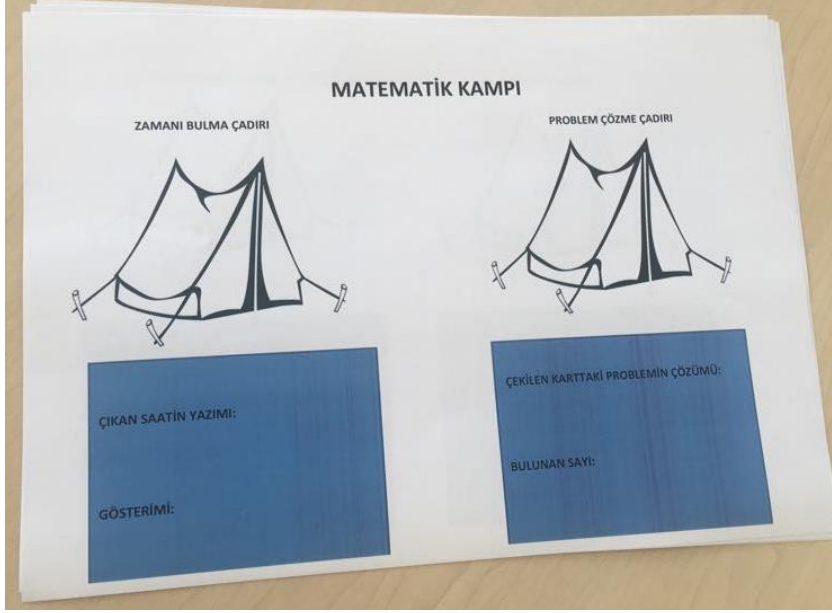 MATEMATİK KAMPI
ZAMANI BULMA ÇADIRI
PROBLEM ÇÖZME ÇADIRI
ÇIKAN SAATİN YAZIMI:
GÖSTERİMİ:
ÇEKİLEN KARTTAKİ PROBLEMİN ÇÖZÜMÜ:
BULUNAN SAYI: